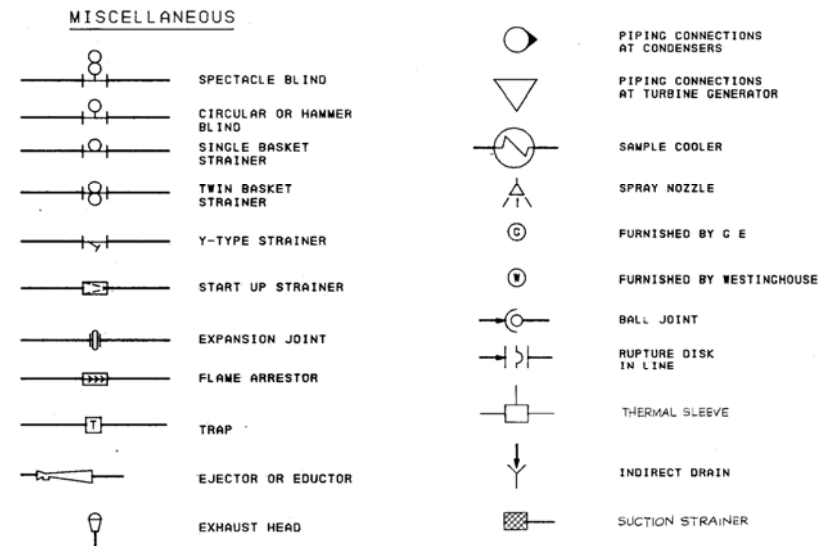 MISCELLANEOUS
SPECTACLE BLIND
CIRCULAR OR HAMMER
BLIND
SINGLE BASKET
STRAINER
TWIN BASKET
STRAINER
Y-TYPE STRAINER
START UP STRAINER
EXPANSION JOINT
FLAME ARRESTOR
T
TRAP
EJECTOR OR EDUCTOR
EXHAUST HEAD
PIPING CONNECTIONS
AT CONDENSERS
PIPING CONNECTIONS
AT TURBINE GENERATOR
SAMPLE COOLER
SPRAY NOZZLE
G
FURNISHED BY G E
W
FURNISHED BY WESTINGHOUSE
BALL JOINT
RUPTURE DISK
IN LINE
THERMAL SLEEVE
INDIRECT DRAIN
SUCTION STRAINER